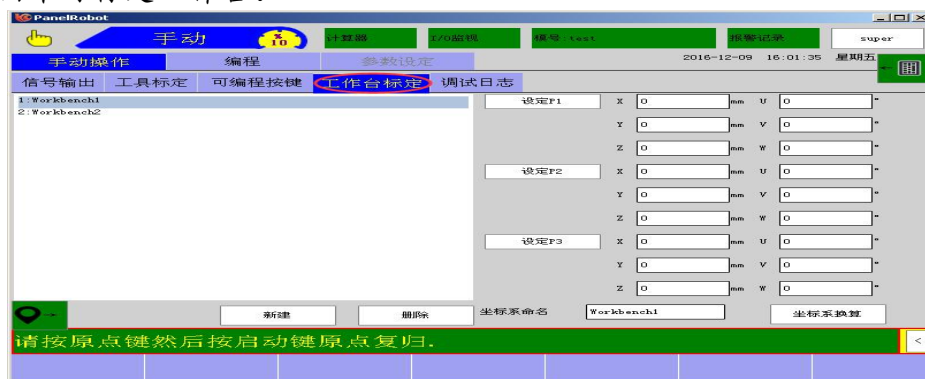 PanelRobot
手动 X10 计算器 I/O监视 模号:test 报警记录 super
手动操作 编程 参数设定 2016-12-09 16:01:35 星期五
信号输出 工具标定 可编程按键 工作台标定 调试日志
1:Workbench1
2:Workbench2
设定P1 X 0 mm U 0 °
Y 0 mm V 0 °
Z 0 mm W 0 °
设定P2 X 0 mm U 0 °
Y 0 mm V 0 °
Z 0 mm W 0 °
设定P3 X 0 mm U 0 °
Y 0 mm V 0 °
Z 0 mm W 0 °
新建 删除 坐标系命名 Workbench1 坐标系换算
请按原点键然后按启动键原点复归.
<